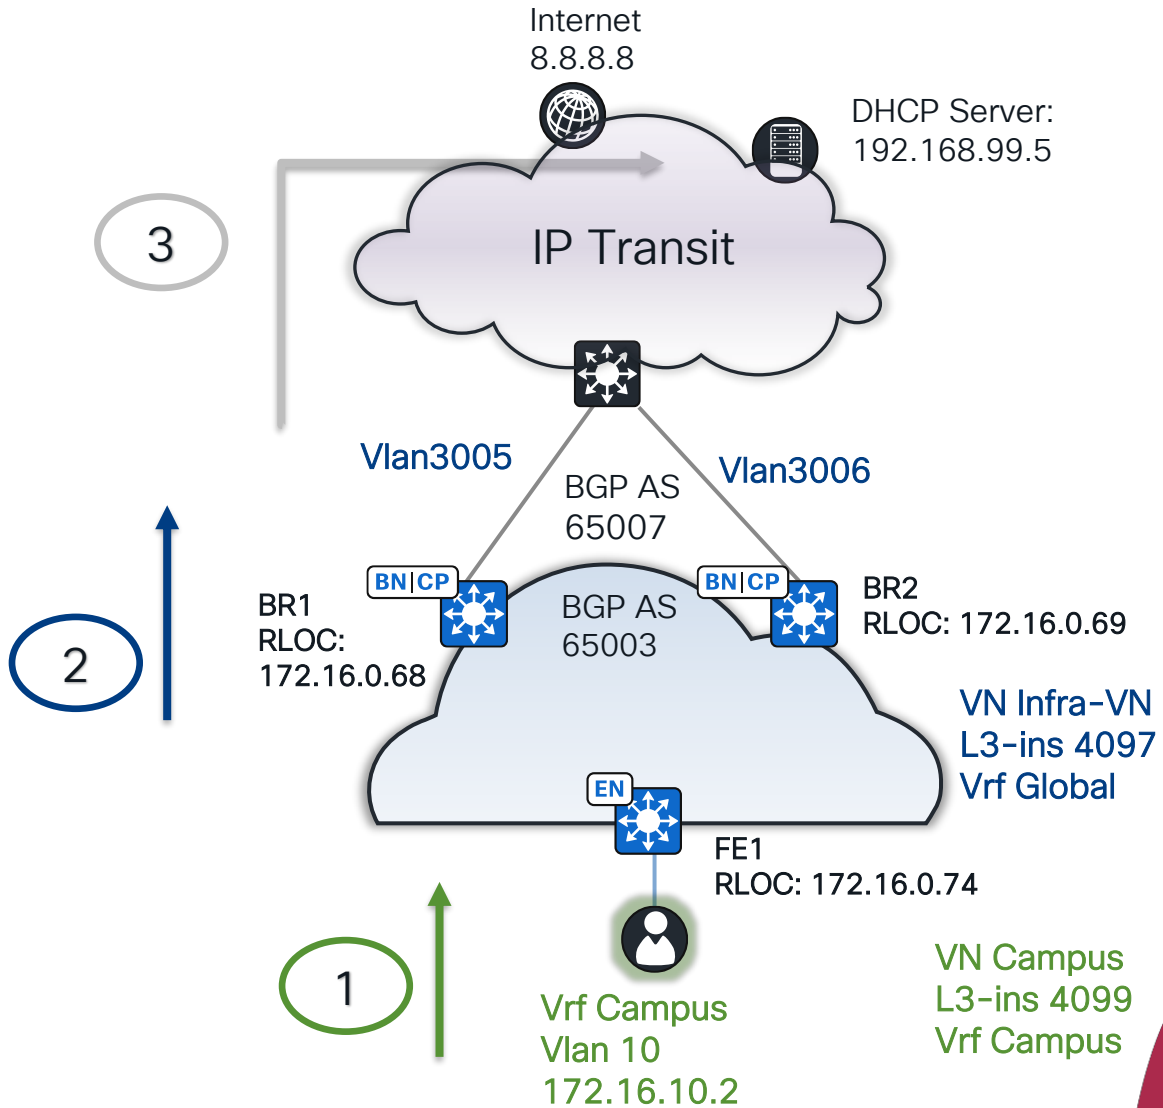 Internet
8.8.8.8
DHCP Server:
192.168.99.5
3
IP Transit
Vlan3005
Vlan3006
BGP AS
65007
BN|CP
BN|CP
BR1
RLOC:
172.16.0.68
BGP AS
65003
BR2
RLOC: 172.16.0.69
2
VN Infra-VN
L3-ins 4097
Vrf Global
EN
FE1
RLOC: 172.16.0.74
1
Vrf Campus
Vlan 10
172.16.10.2
VN Campus
L3-ins 4099
Vrf Campus